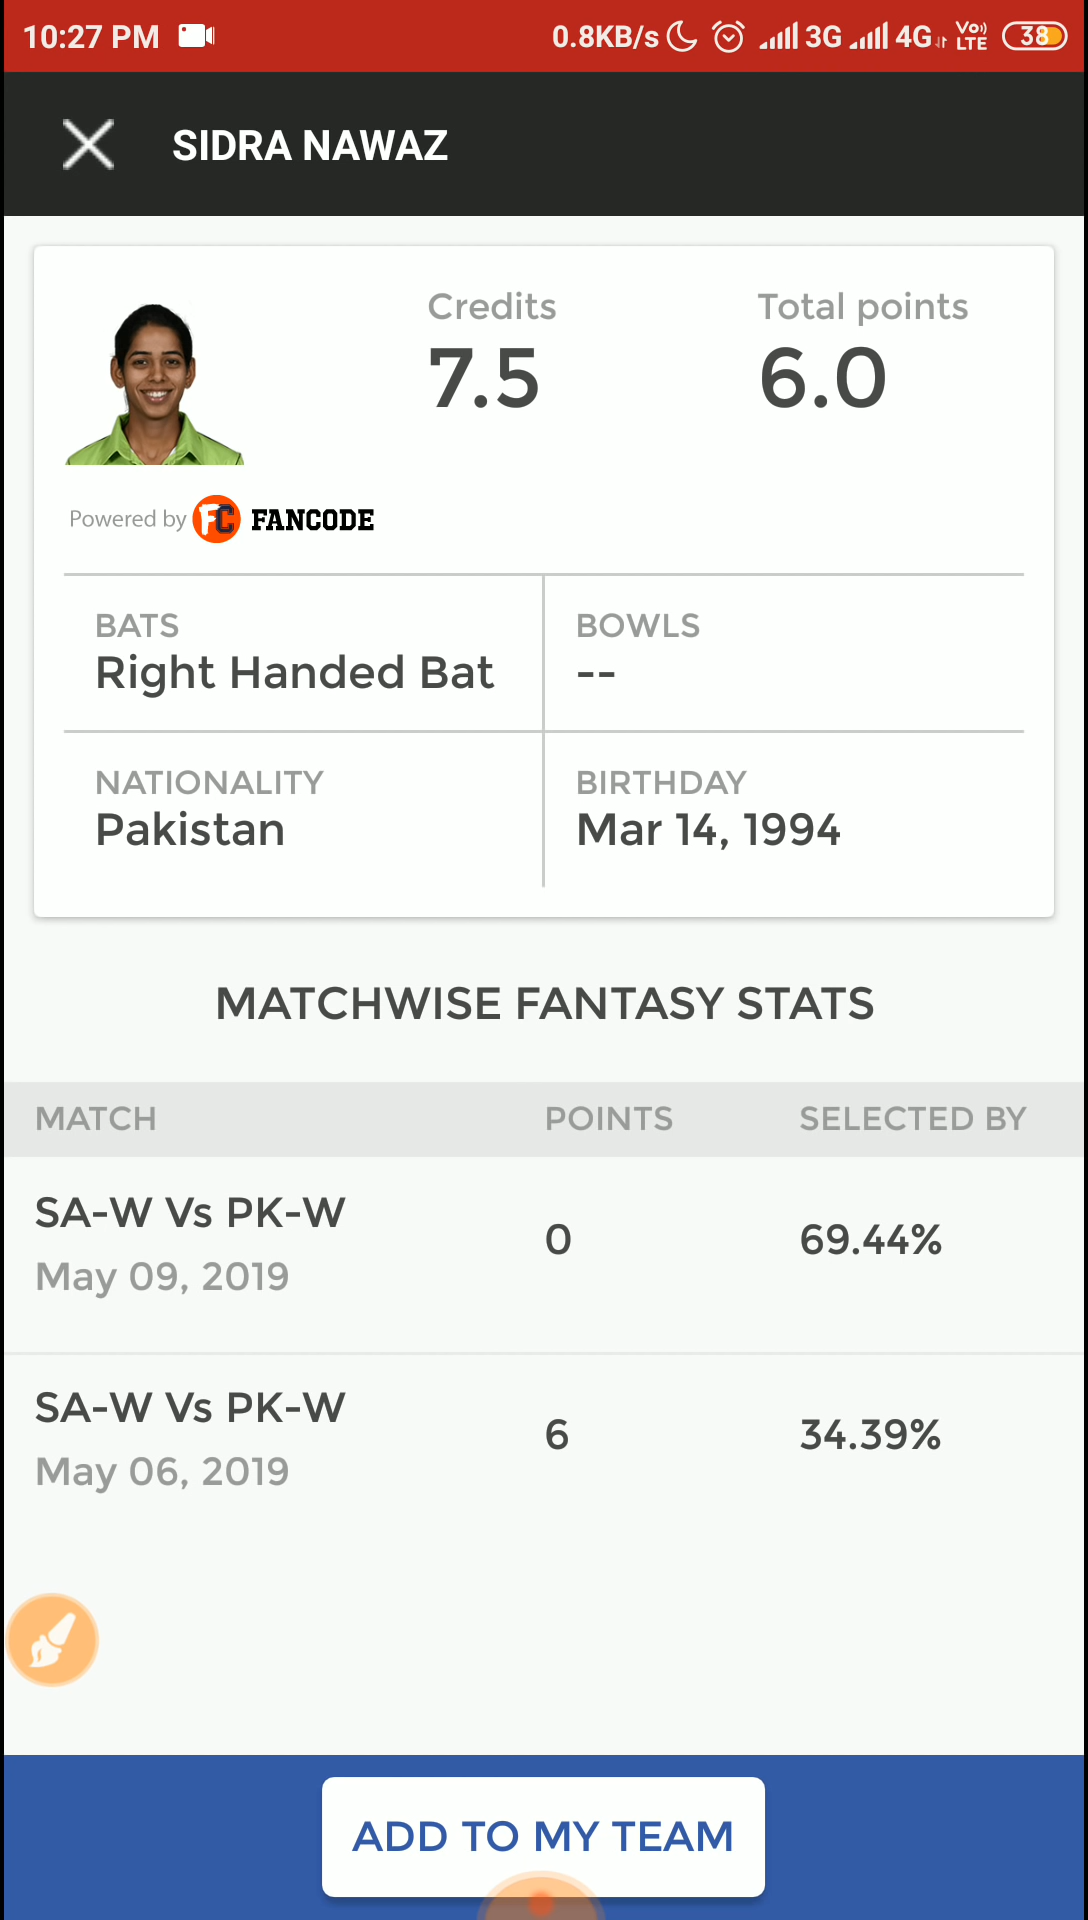 10:27 PM 0.8KB/s 3G 4G VoLTE 38
SIDRA NAWAZ
Credits Total points
7.5 6.0
Powered by FC FANCODE
BATS BOWLS
Right Handed Bat --
NATIONALITY BIRTHDAY
Pakistan Mar 14, 1994
MATCHWISE FANTASY STATS
MATCH POINTS SELECTED BY
SA-W Vs PK-W 0 69.44%
May 09, 2019
SA-W Vs PK-W 6 34.39%
May 06, 2019
ADD TO MY TEAM